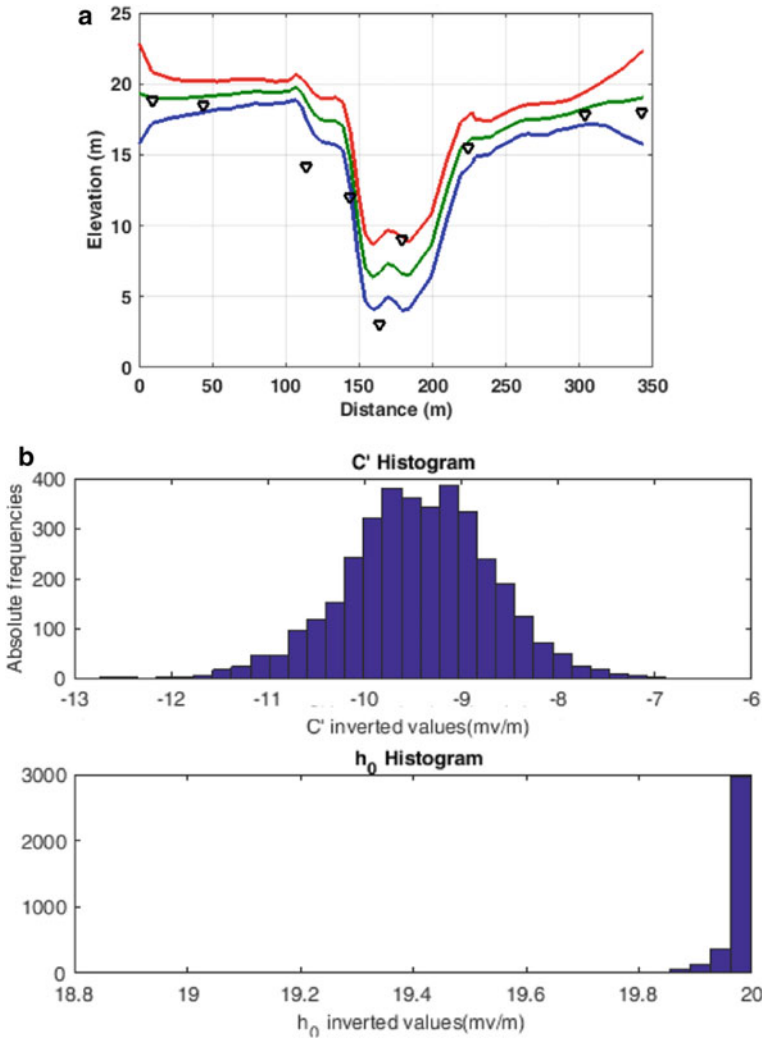 a
25
20
15
10
5
0
Elevation (m)
0 50 100 150 200 250 300 350
Distance (m)
b
C' Histogram
400
300
200
100
0
Absolute frequencies
-13 -12 -11 -10 -9 -8 -7 -6
C' inverted values(mv/m)
h0 Histogram
3000
2000
1000
0
18.8 19 19.2 19.4 19.6 19.8 20
h0 inverted values(mv/m)